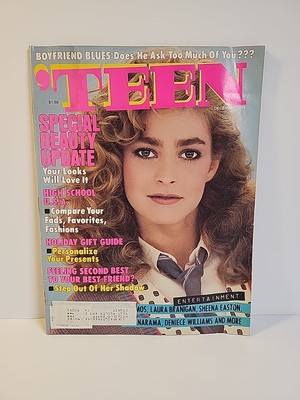 BOYFRIEND BLUES: Does He Ask Too Much Of You???
'TEEN
SPECIAL
BEAUTY
UPDATE
Your Looks
Will Love It
HIGH SCHOOL
U.S.A.
Compare Your
Fads, Favorites,
Fashions
HOLIDAY GIFT GUIDE
Personalize
Your Presents
FEELING SECOND BEST
TO YOUR BEST FRIEND?
Step Out Of Her Shadow
ENTERTAINMENT
MOS, LAURA BRANIGAN, SHEENA EASTON,
NARAMA, DENIECE WILLIAMS AND MORE